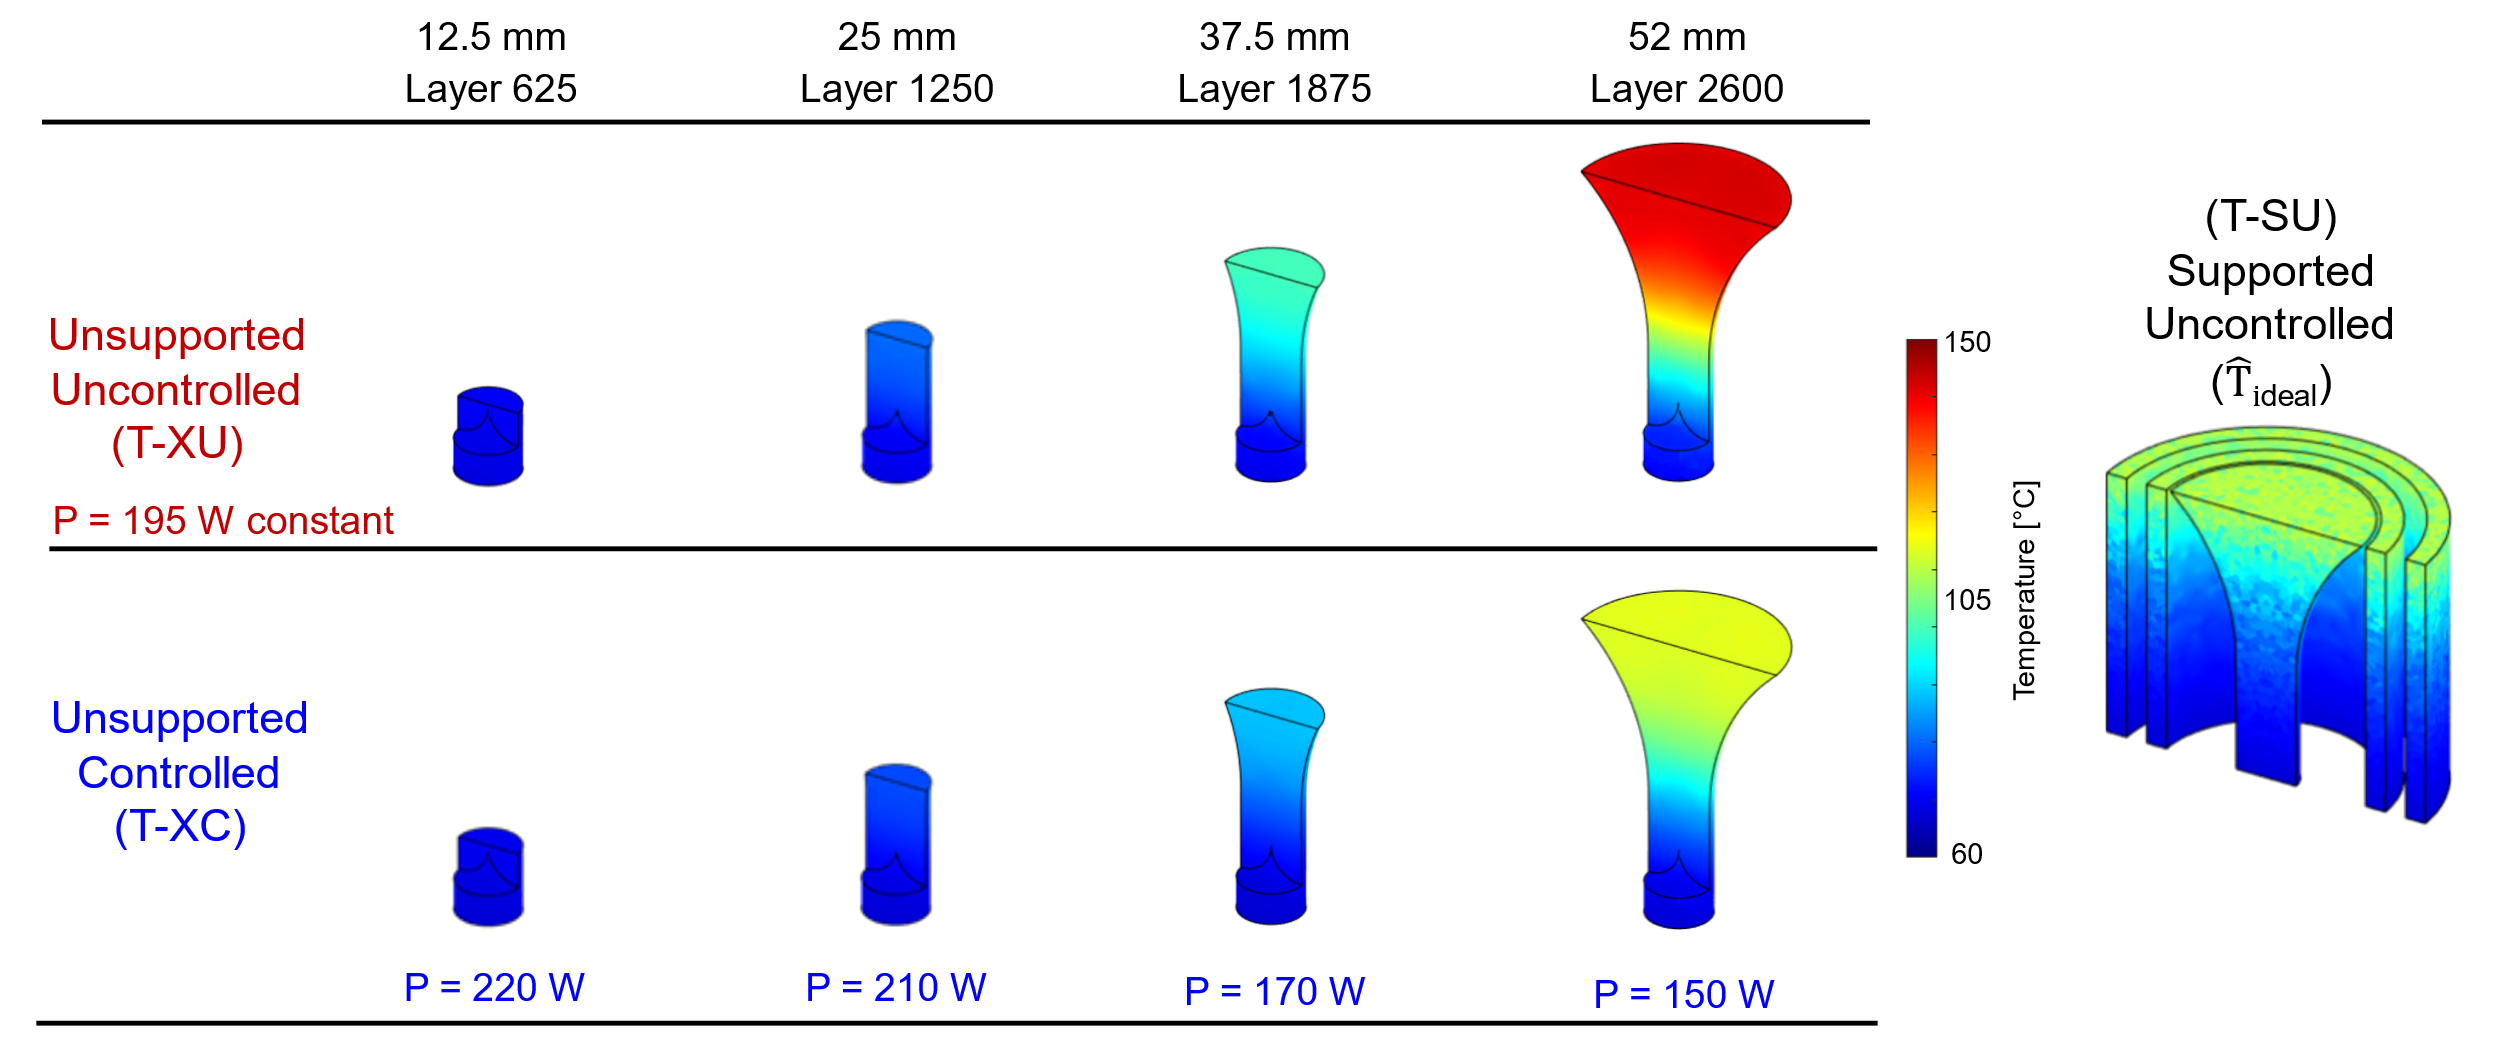 12.5 mm
Layer 625
25 mm
Layer 1250
37.5 mm
Layer 1875
52 mm
Layer 2600
Unsupported
Uncontrolled
(T-XU)
P = 195 W constant
Unsupported
Controlled
(T-XC)
P = 220 W
P = 210 W
P = 170 W
P = 150 W
150
105
60
Temperature [°C]
(T-SU)
Supported
Uncontrolled
(T̂ideal)